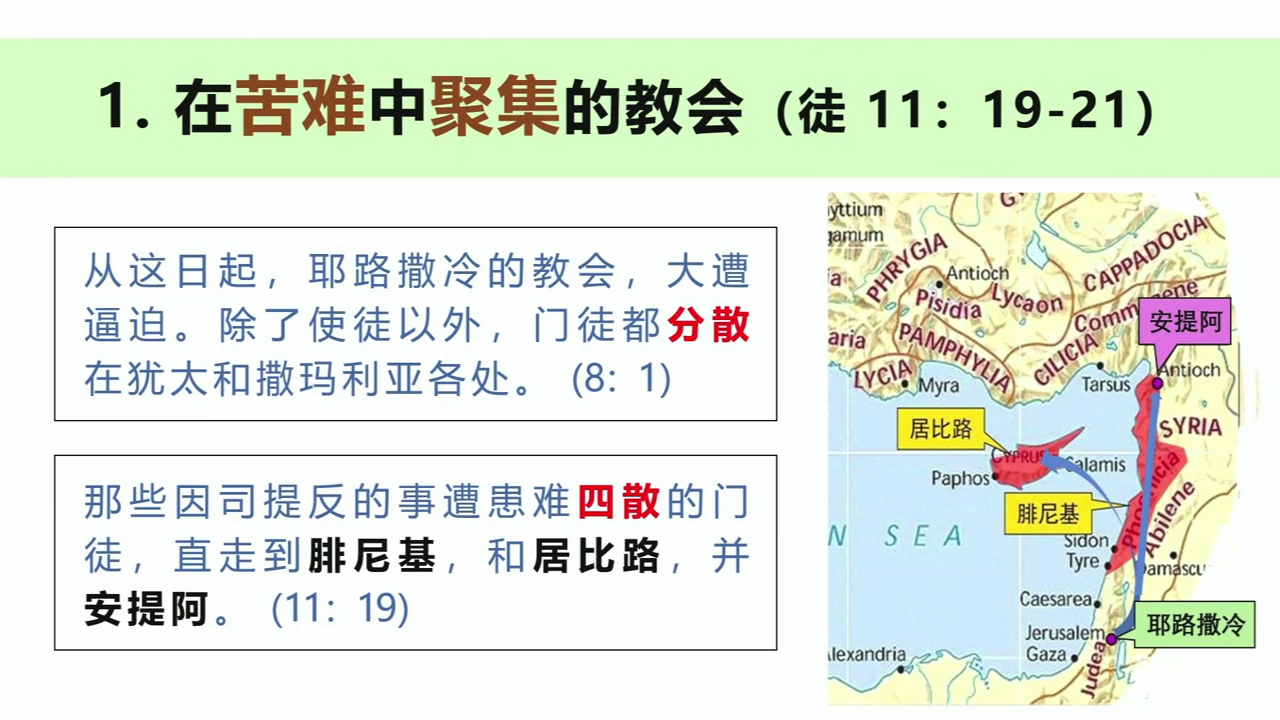 1. 在苦难中聚集的教会（徒 11：19-21）
从这日起，耶路撒冷的教会，大遭
逼迫。除了使徒以外，门徒都分散
在犹太和撒玛利亚各处。（8：1）
那些因司提反的事遭患难四散的门
徒，直走到腓尼基，和居比路，并
安提阿。（11：19）
PHRYGIA
CAPPADOCIA
Antioch
Pisidia
Lycaon
安提阿
PAMPHYLIA
CILICIA
LYCIA
Myra
Tarsus
Antioch
居比路
SYRIA
CYPRUS
Salamis
Paphos
腓尼基
Abilene
SEA
Sidon
Tyre
Caesarea
耶路撒冷
Jerusalem
Gaza
Judea